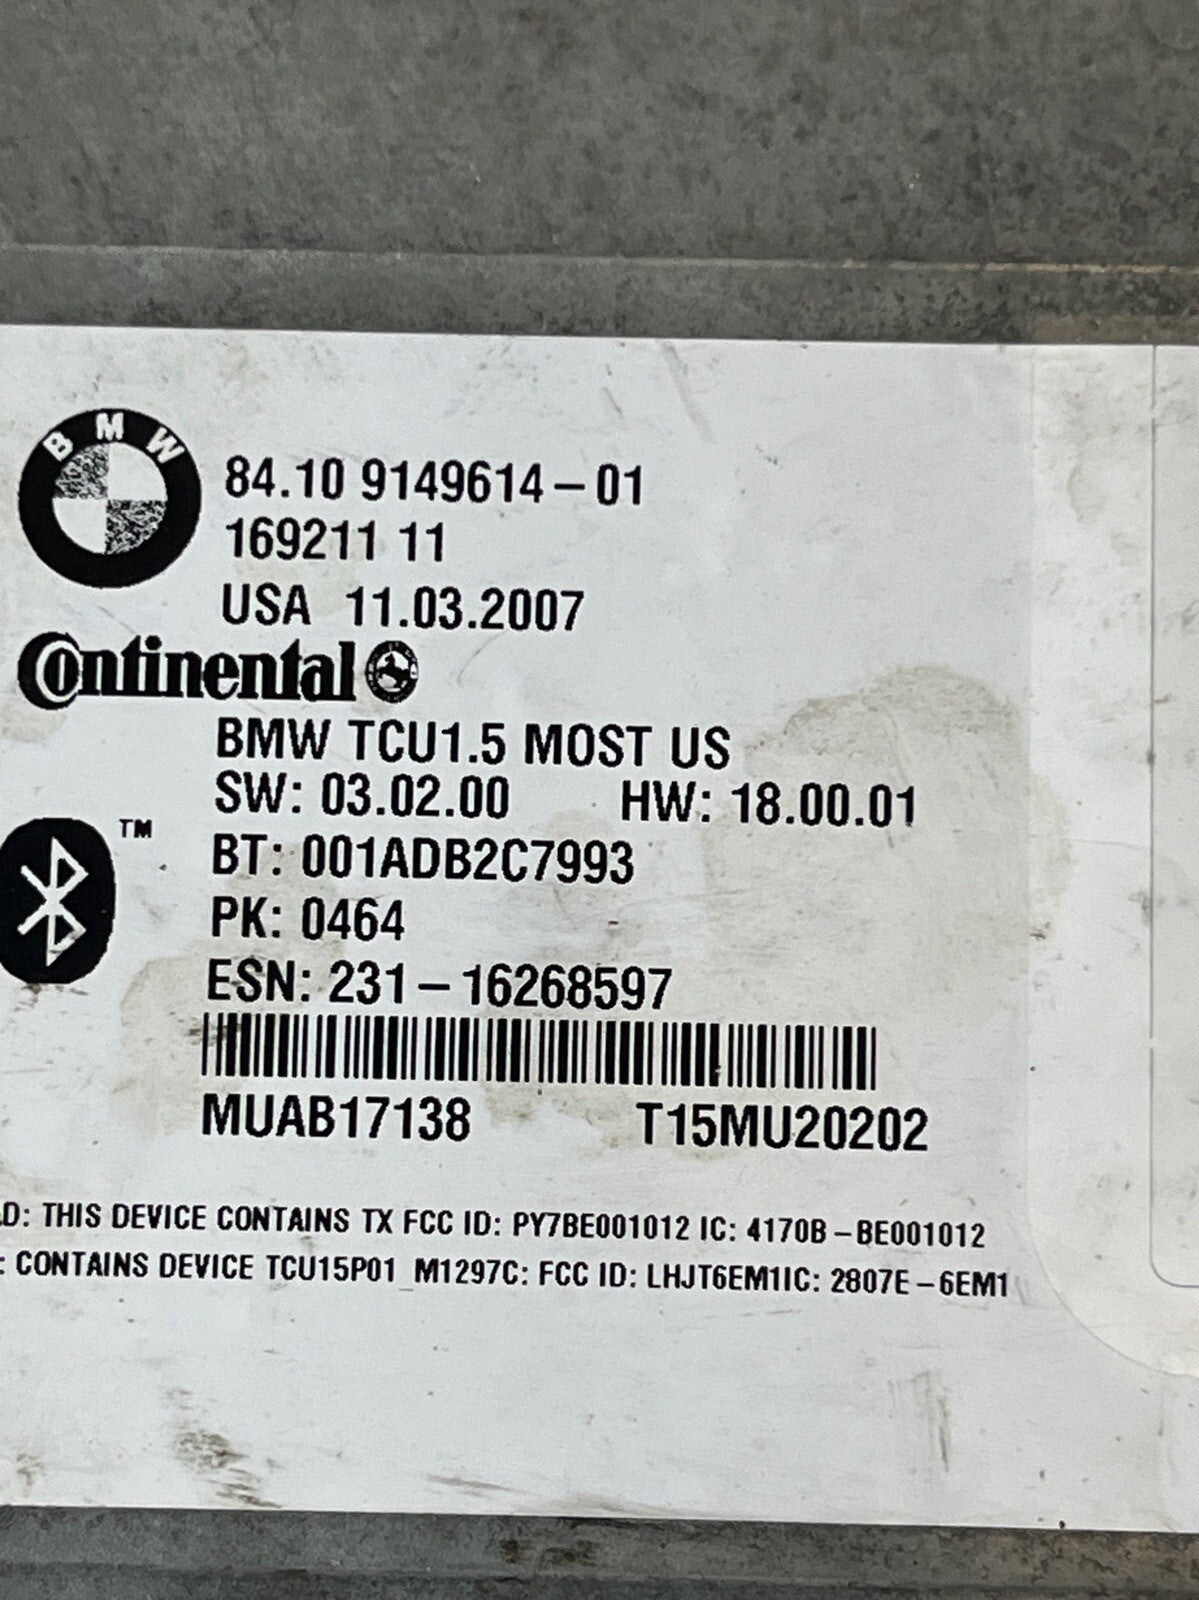 BMW
84.10 9149614-01
169211 11
USA 11.03.2007
Continental
BMW TCU1.5 MOST US
SW: 03.02.00 HW: 18.00.01
TM
BT: 001ADB2C7993
PK: 0464
ESN: 231-16268597
MUAB17138 T15MU20202
D: THIS DEVICE CONTAINS TX FCC ID: PY7BE001012 IC: 4170B-BE001012
: CONTAINS DEVICE TCU15P01_M1297C: FCC ID: LHJT6EM1IC: 2807E-6EM1